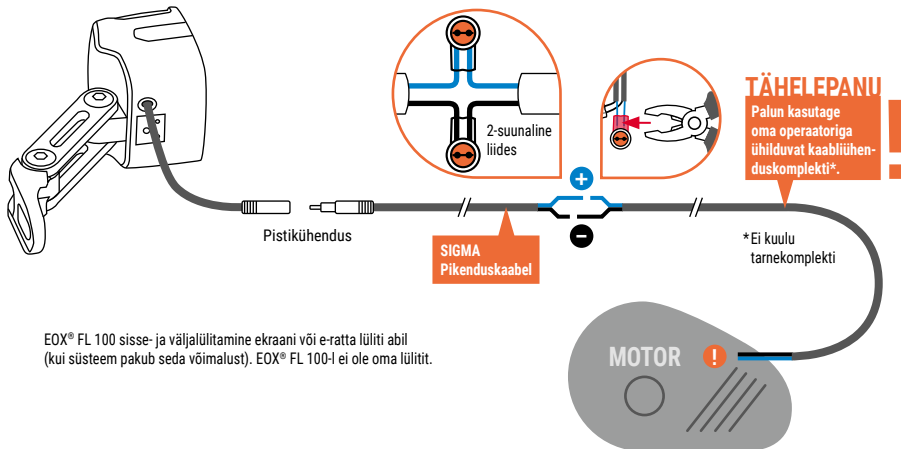 2-suunaline
liides
TÄHELEPANU
!
Palun kasutage
oma operaatoriga
ühilduvat kaabliühen-
duskomplekti*.
+
−
Pistikühendus
SIGMA
Pikenduskaabel
*Ei kuulu
tarnekomplekti
EOX® FL 100 sisse- ja väljalülitamine ekraani või e-ratta lüliti abil
(kui süsteem pakub seda võimalust). EOX® FL 100-l ei ole oma lülitit.
MOTOR !